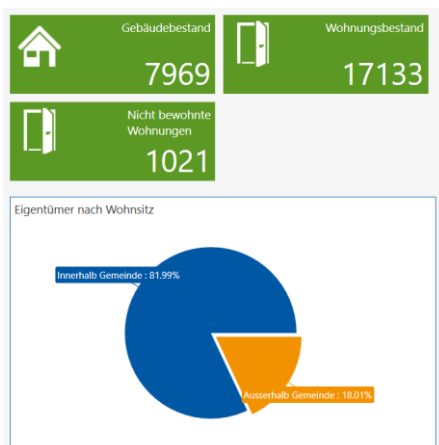 Gebäudebestand
7969
Wohnungsbestand
17133
Nicht bewohnte
Wohnungen
1021
Eigentümer nach Wohnsitz
Innerhalb Gemeinde : 81.99%
Ausserhalb Gemeinde : 18.01%